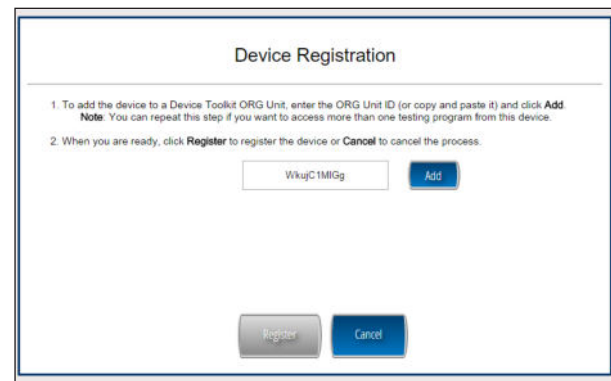 Device Registration
1. To add the device to a Device Toolkit ORG Unit, enter the ORG Unit ID (or copy and paste it) and click Add.
Note: You can repeat this step if you want to access more than one testing program from this device.
2. When you are ready, click Register to register the device or Cancel to cancel the process.
WkujC1MIGg Add
Register Cancel